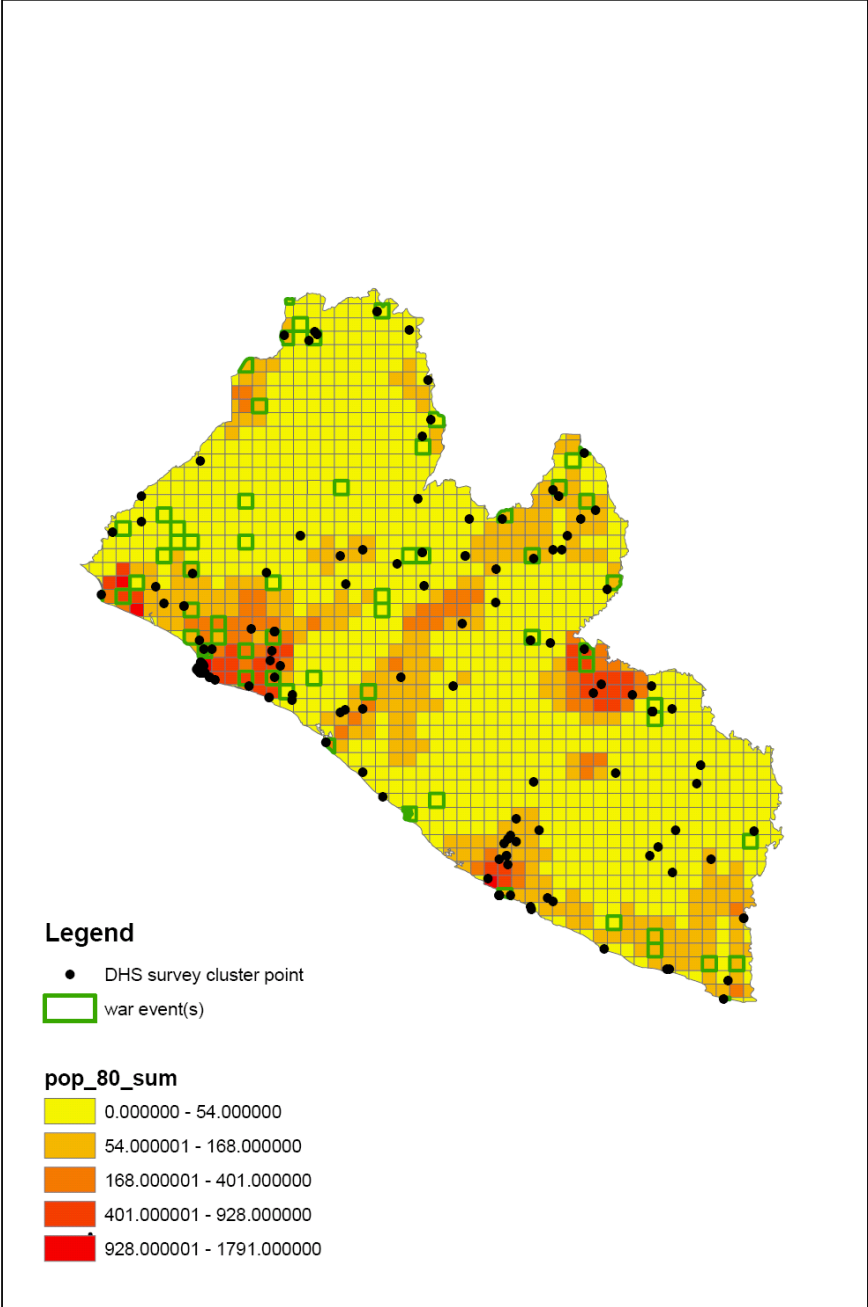 Legend
DHS survey cluster point
war event(s)
pop_80_sum
0.000000 - 54.000000
54.000001 - 168.000000
168.000001 - 401.000000
401.000001 - 928.000000
928.000001 - 1791.000000